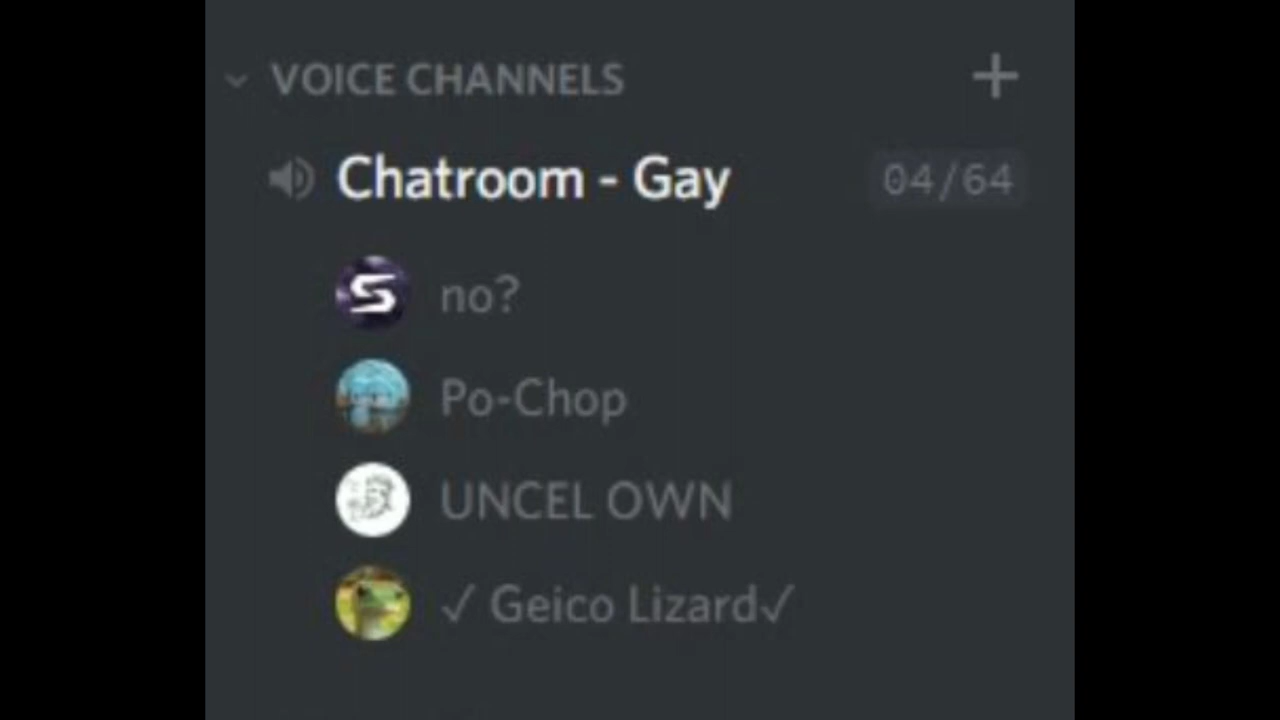 VOICE CHANNELS
Chatroom - Gay 04/64
no?
Po-Chop
UNCEL OWN
✓ Geico Lizard✓